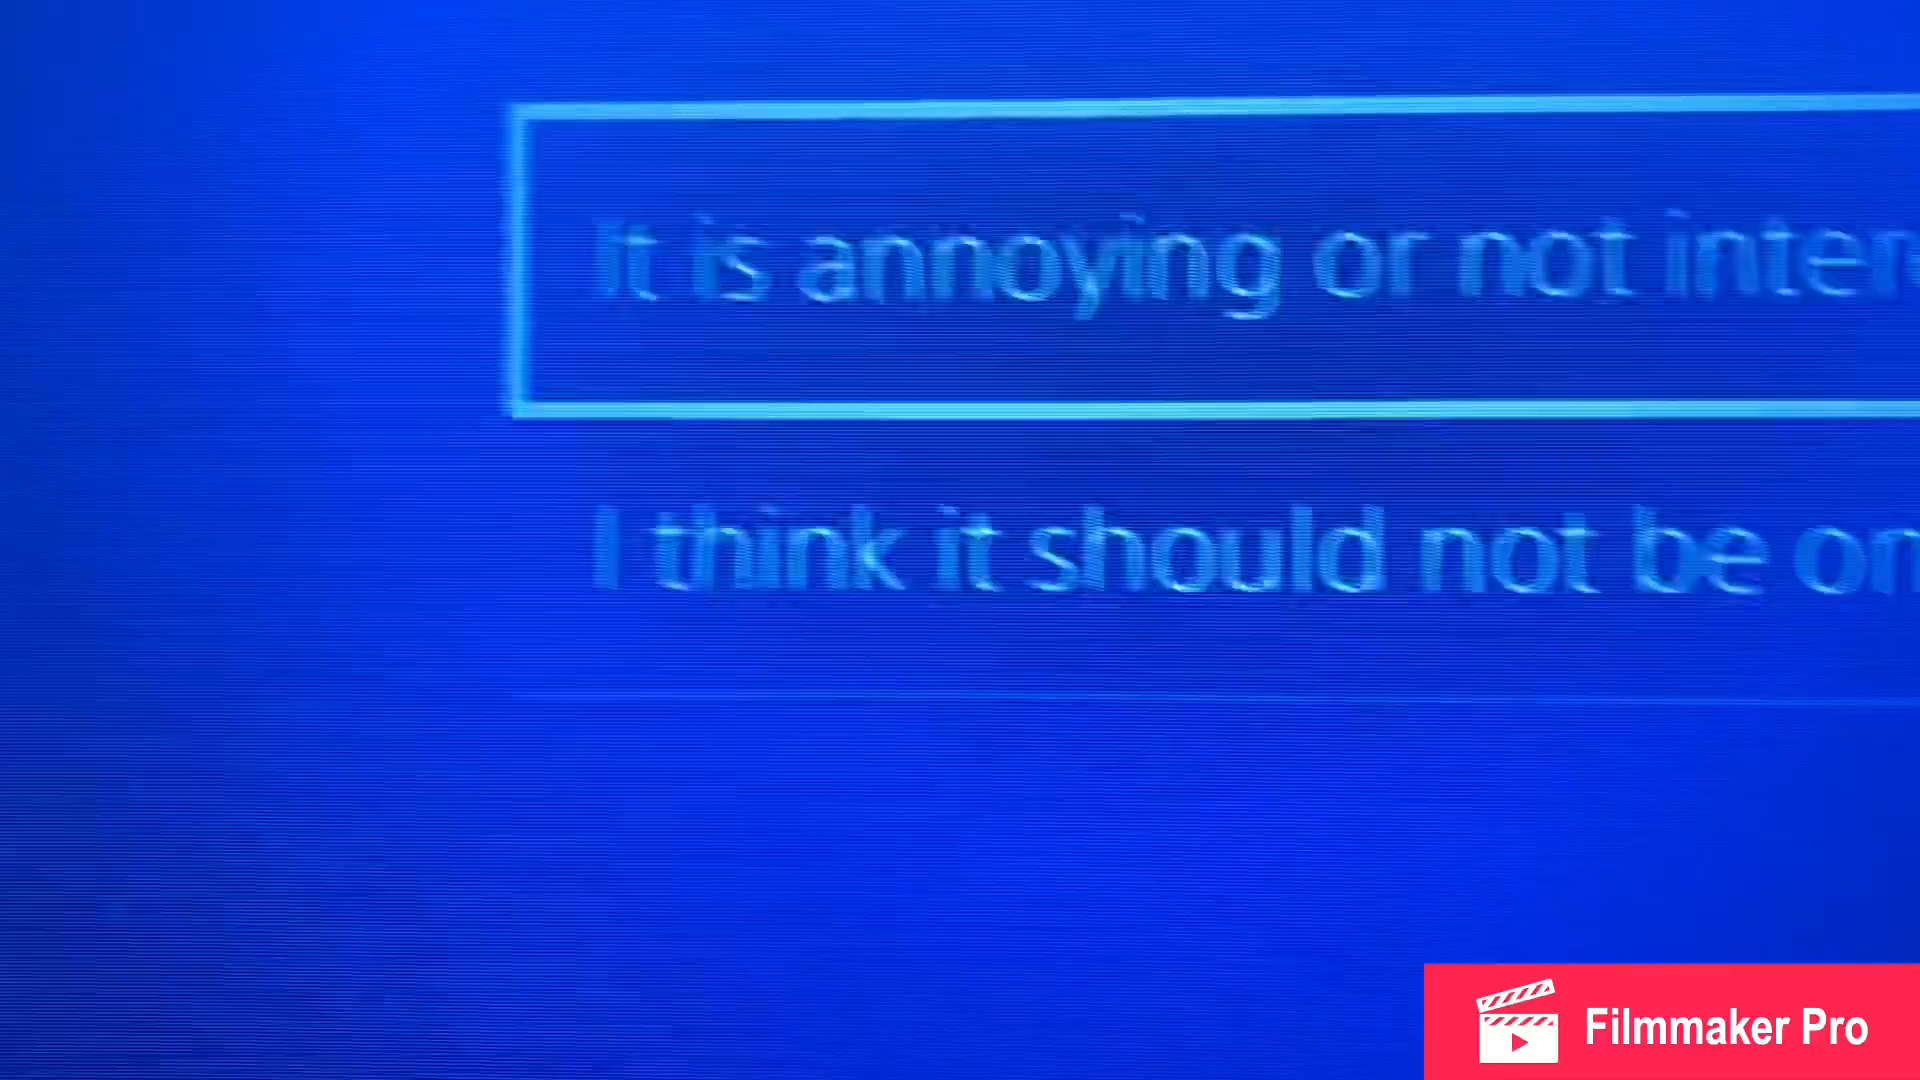 It is annoying or not inter
I think it should not be on
Filmmaker Pro